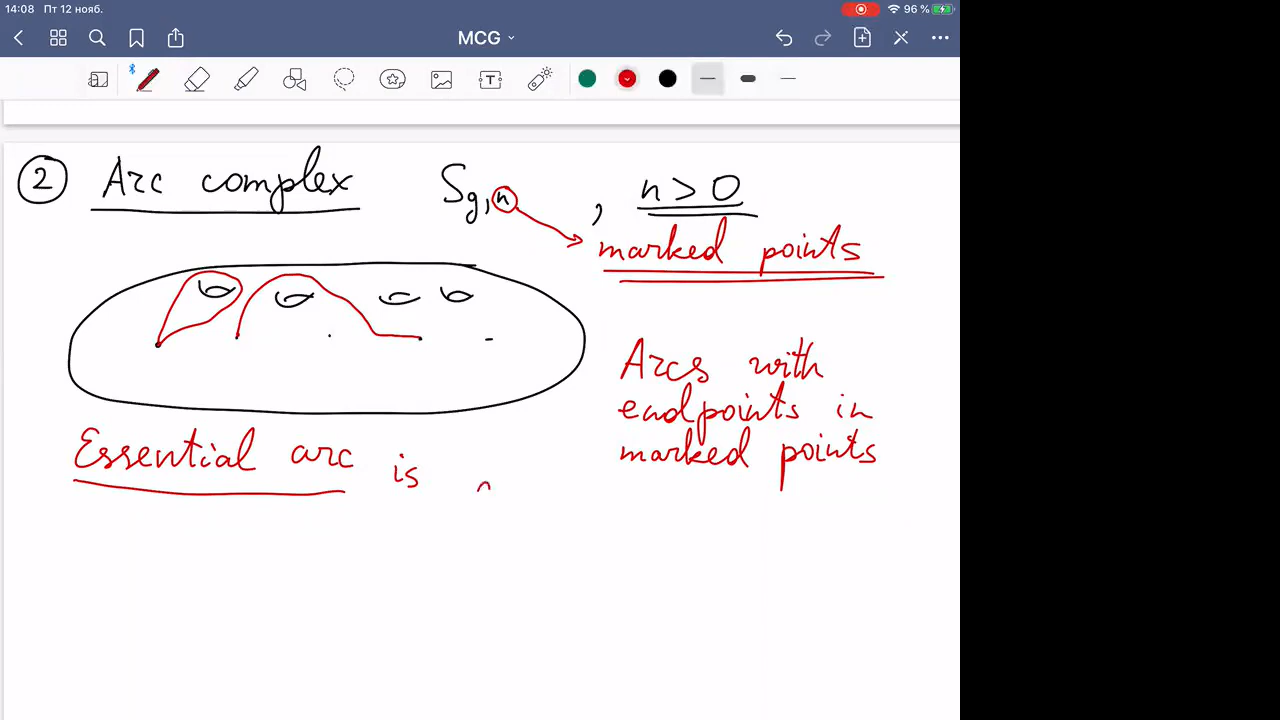 14:08 Пт 12 нояб.
96 %
MCG
② Arc complex S_{g,n}, n > 0
marked points
Arcs with
endpoints in
marked points
Essential arc is